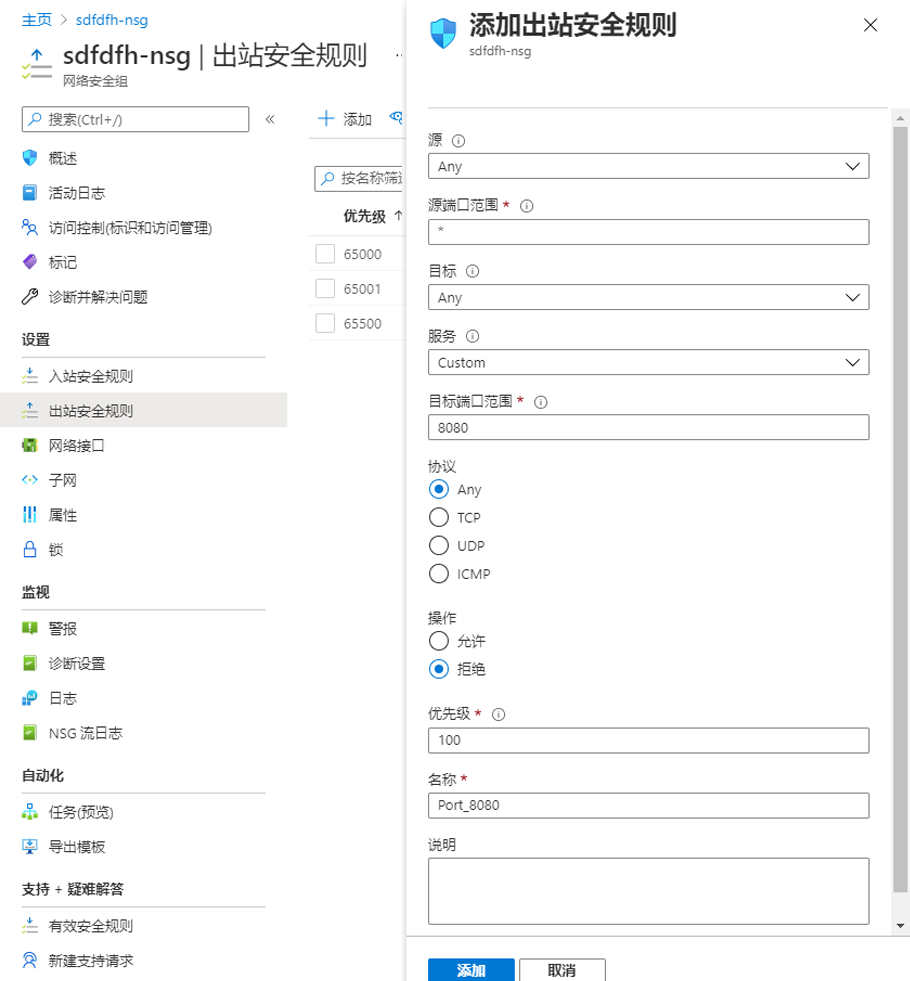 主页 > sdfdfh-nsg
sdfdfh-nsg | 出站安全规则 ···
网络安全组
搜索(Ctrl+/)
«
概述
活动日志
访问控制(标识和访问管理)
标记
诊断并解决问题
设置
入站安全规则
出站安全规则
网络接口
子网
属性
锁
监视
警报
诊断设置
日志
NSG 流日志
自动化
任务(预览)
导出模板
支持 + 疑难解答
有效安全规则
新建支持请求
添加
按名称筛
优先级 ↑
65000
65001
65500
添加出站安全规则
sdfdfh-nsg
源
Any
源端口范围 *
*
目标
Any
服务
Custom
目标端口范围 *
8080
协议
Any
TCP
UDP
ICMP
操作
允许
拒绝
优先级 *
100
名称 *
Port_8080
说明
添加
取消